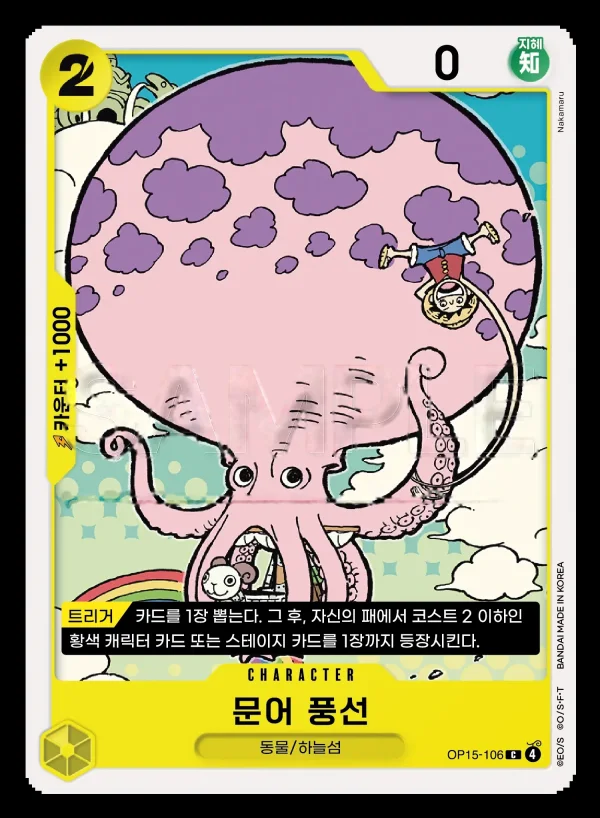 2
0
지혜
知
Nakamaru
카운터 +1000
SAMPLE
트리거 카드를 1장 뽑는다. 그 후, 자신의 패에서 코스트 2 이하인
황색 캐릭터 카드 또는 스테이지 카드를 1장까지 등장시킨다.
CHARACTER
문어 풍선
동물/하늘섬
OP15-106 C 4
©EO/S ©O/S·F·T BANDAI MADE IN KOREA